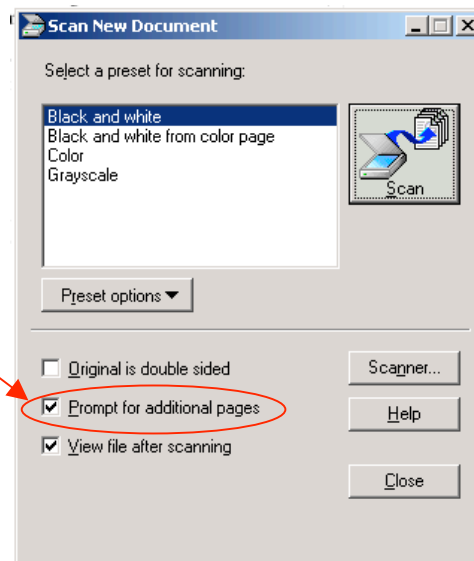 Scan New Document
Select a preset for scanning:
Black and white
Black and white from color page
Color
Grayscale
Scan
Preset options
Original is double sided
Scanner...
Prompt for additional pages
Help
View file after scanning
Close